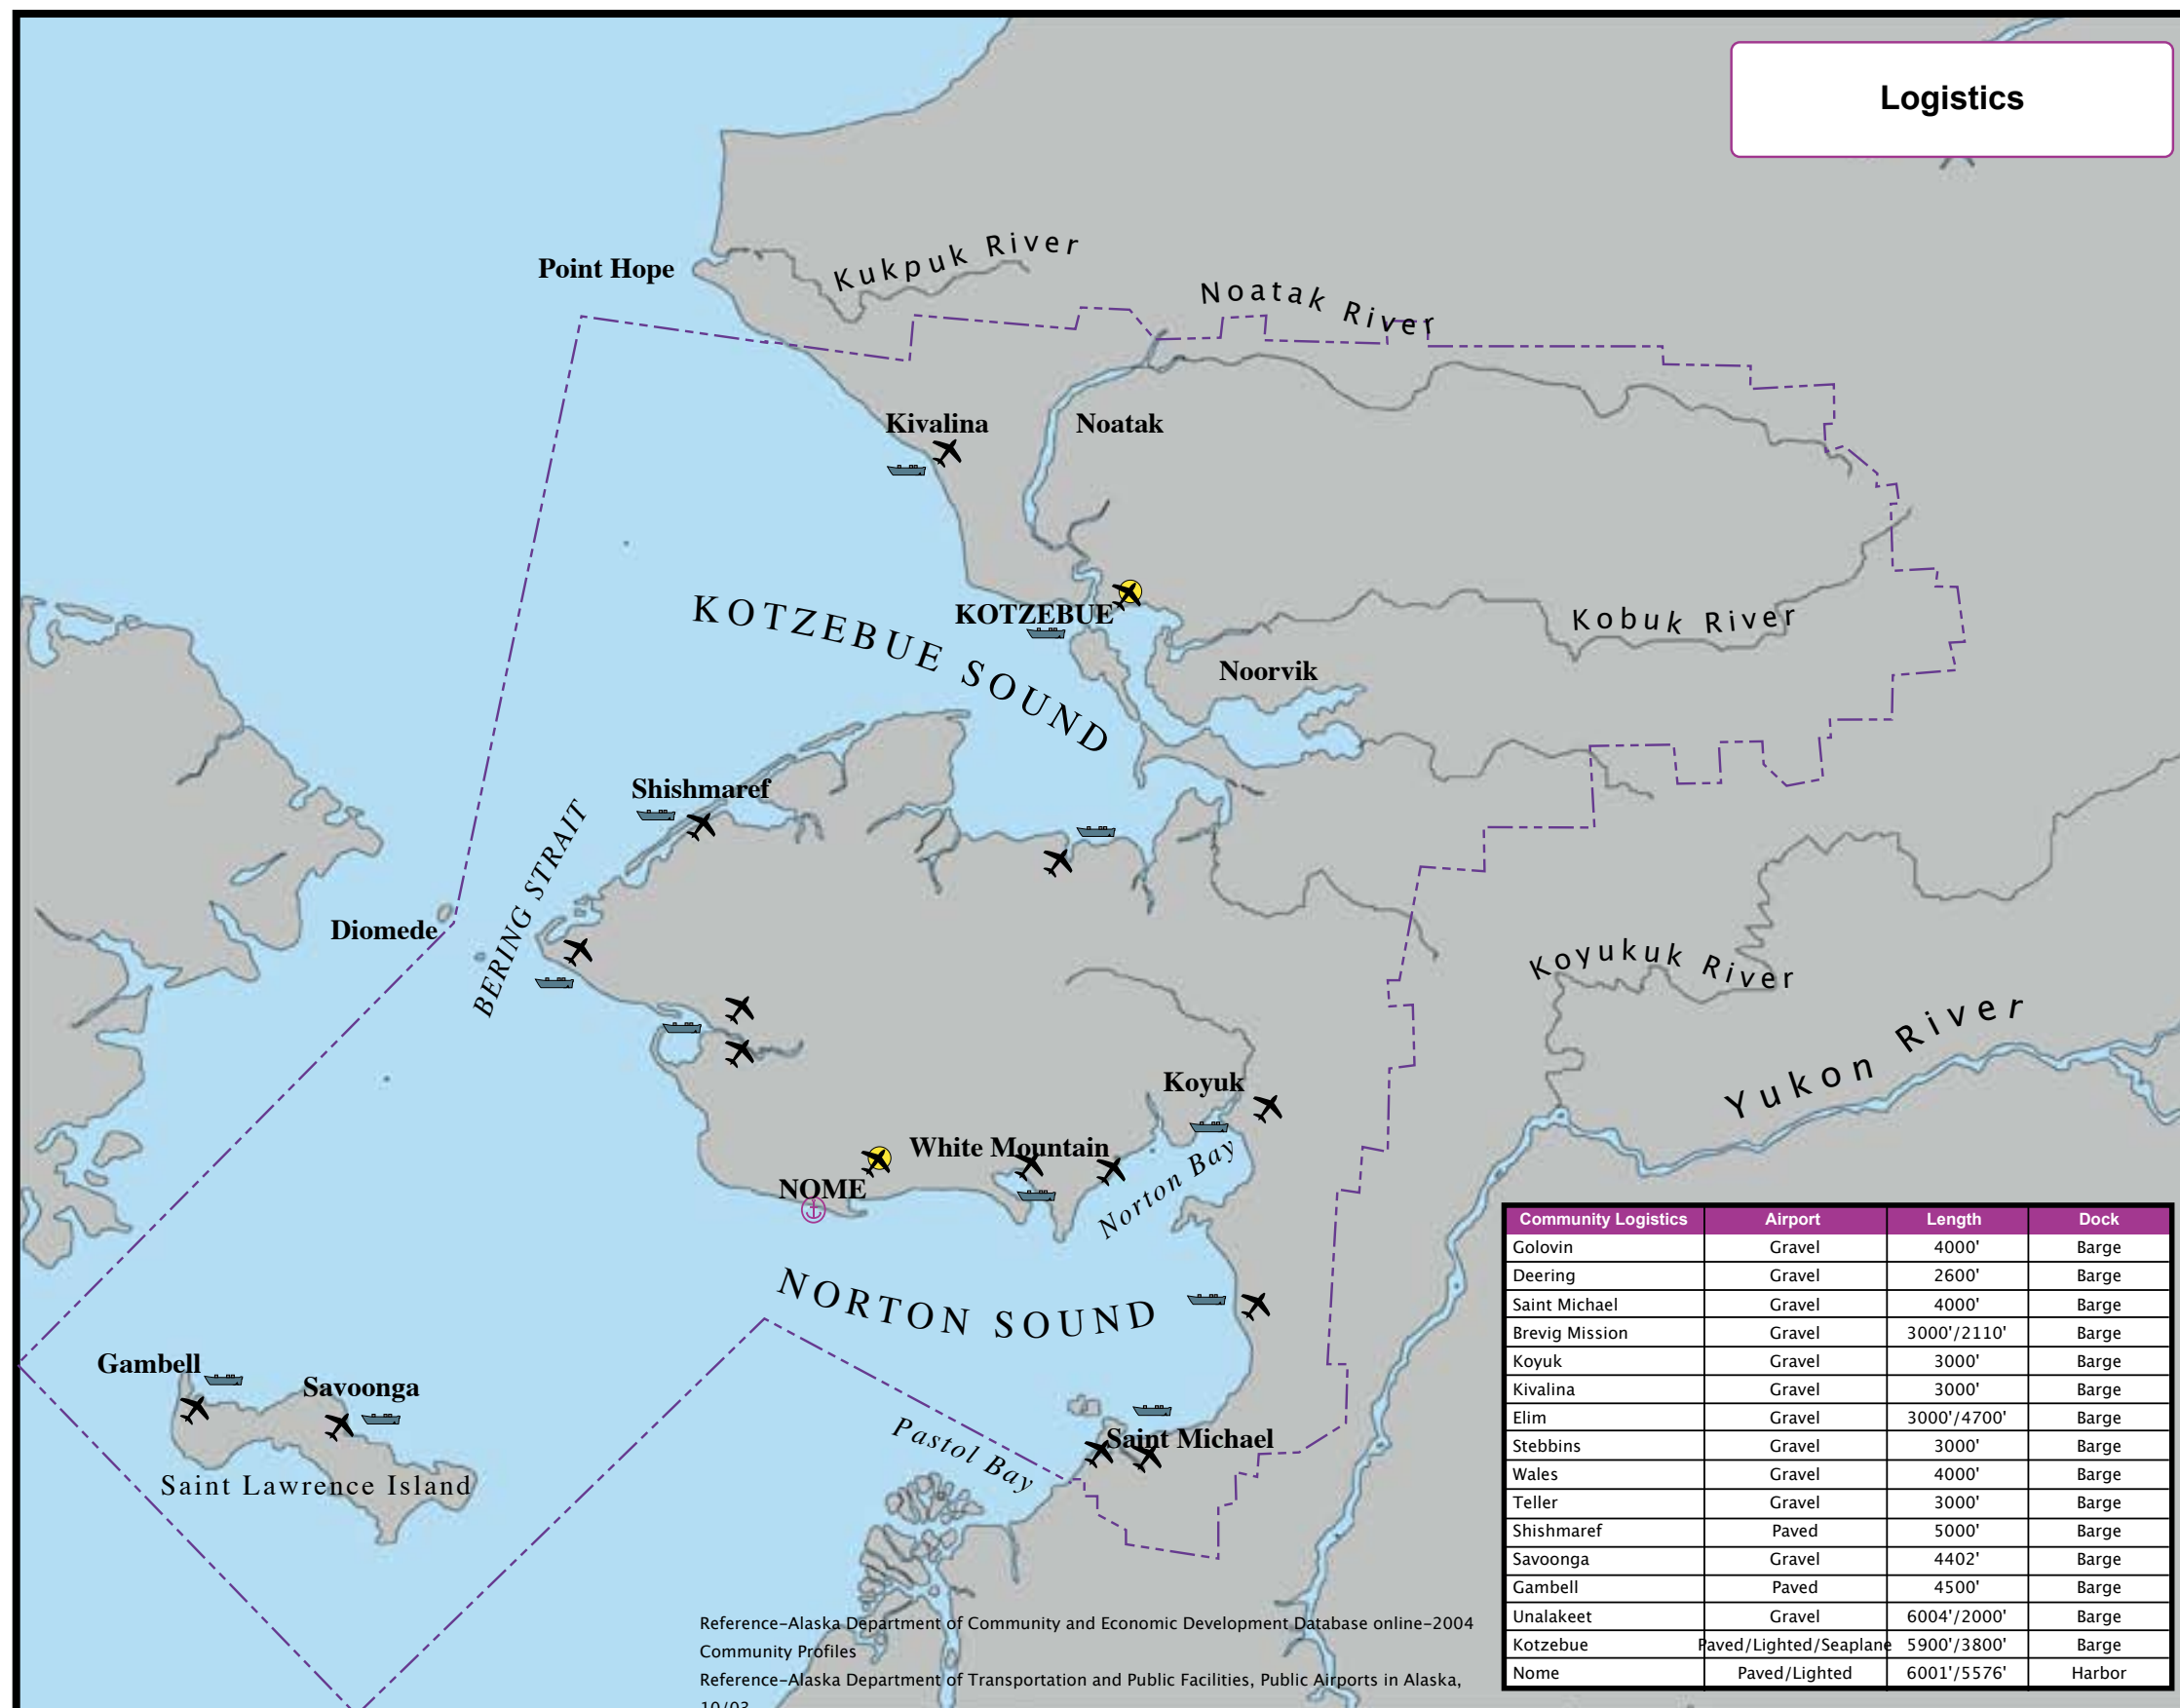 Logistics
Point Hope
Kukpuk River
Noatak River
Kivalina
Noatak
KOTZEBUE
KOTZEBUE SOUND
Kobuk River
Noorvik
Shishmaref
BERING STRAIT
Diomede
Koyukuk River
Yukon River
Koyuk
White Mountain
NOME
Norton Bay
NORTON SOUND
Gambell
Savoonga
Saint Lawrence Island
Pastol Bay
Saint Michael
Community Logistics Airport Length Dock
Golovin Gravel 4000' Barge
Deering Gravel 2600' Barge
Saint Michael Gravel 4000' Barge
Brevig Mission Gravel 3000'/2110' Barge
Koyuk Gravel 3000' Barge
Kivalina Gravel 3000' Barge
Elim Gravel 3000'/4700' Barge
Stebbins Gravel 3000' Barge
Wales Gravel 4000' Barge
Teller Gravel 3000' Barge
Shishmaref Paved 5000' Barge
Savoonga Gravel 4402' Barge
Gambell Paved 4500' Barge
Unalakeet Gravel 6004'/2000' Barge
Kotzebue Paved/Lighted/Seaplane 5900'/3800' Barge
Nome Paved/Lighted 6001'/5576' Harbor
Reference-Alaska Department of Community and Economic Development Database online-2004
Community Profiles
Reference-Alaska Department of Transportation and Public Facilities, Public Airports in Alaska,
10/03